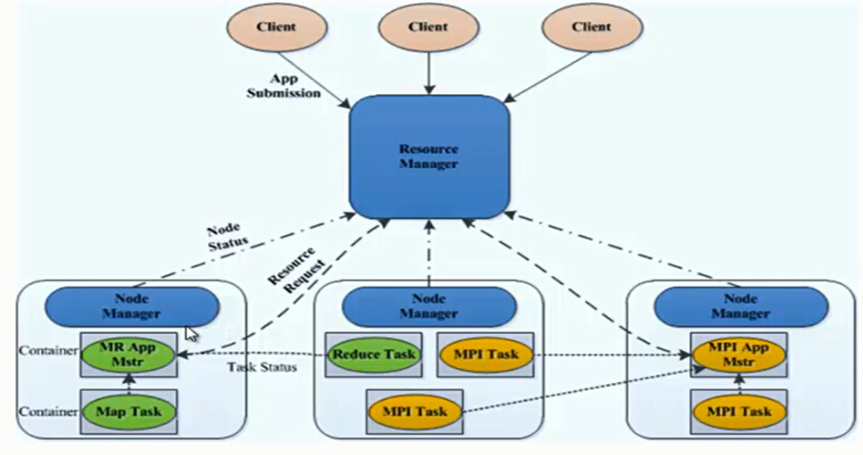 Client
Client
Client
App
Submission
Resource
Manager
Node
Status
Resource
Request
Node
Manager
Node
Manager
Node
Manager
Container
MR App
Mstr
Reduce Task
MPI Task
MPI App
Mstr
Task Status
Container
Map Task
MPI Task
MPI Task